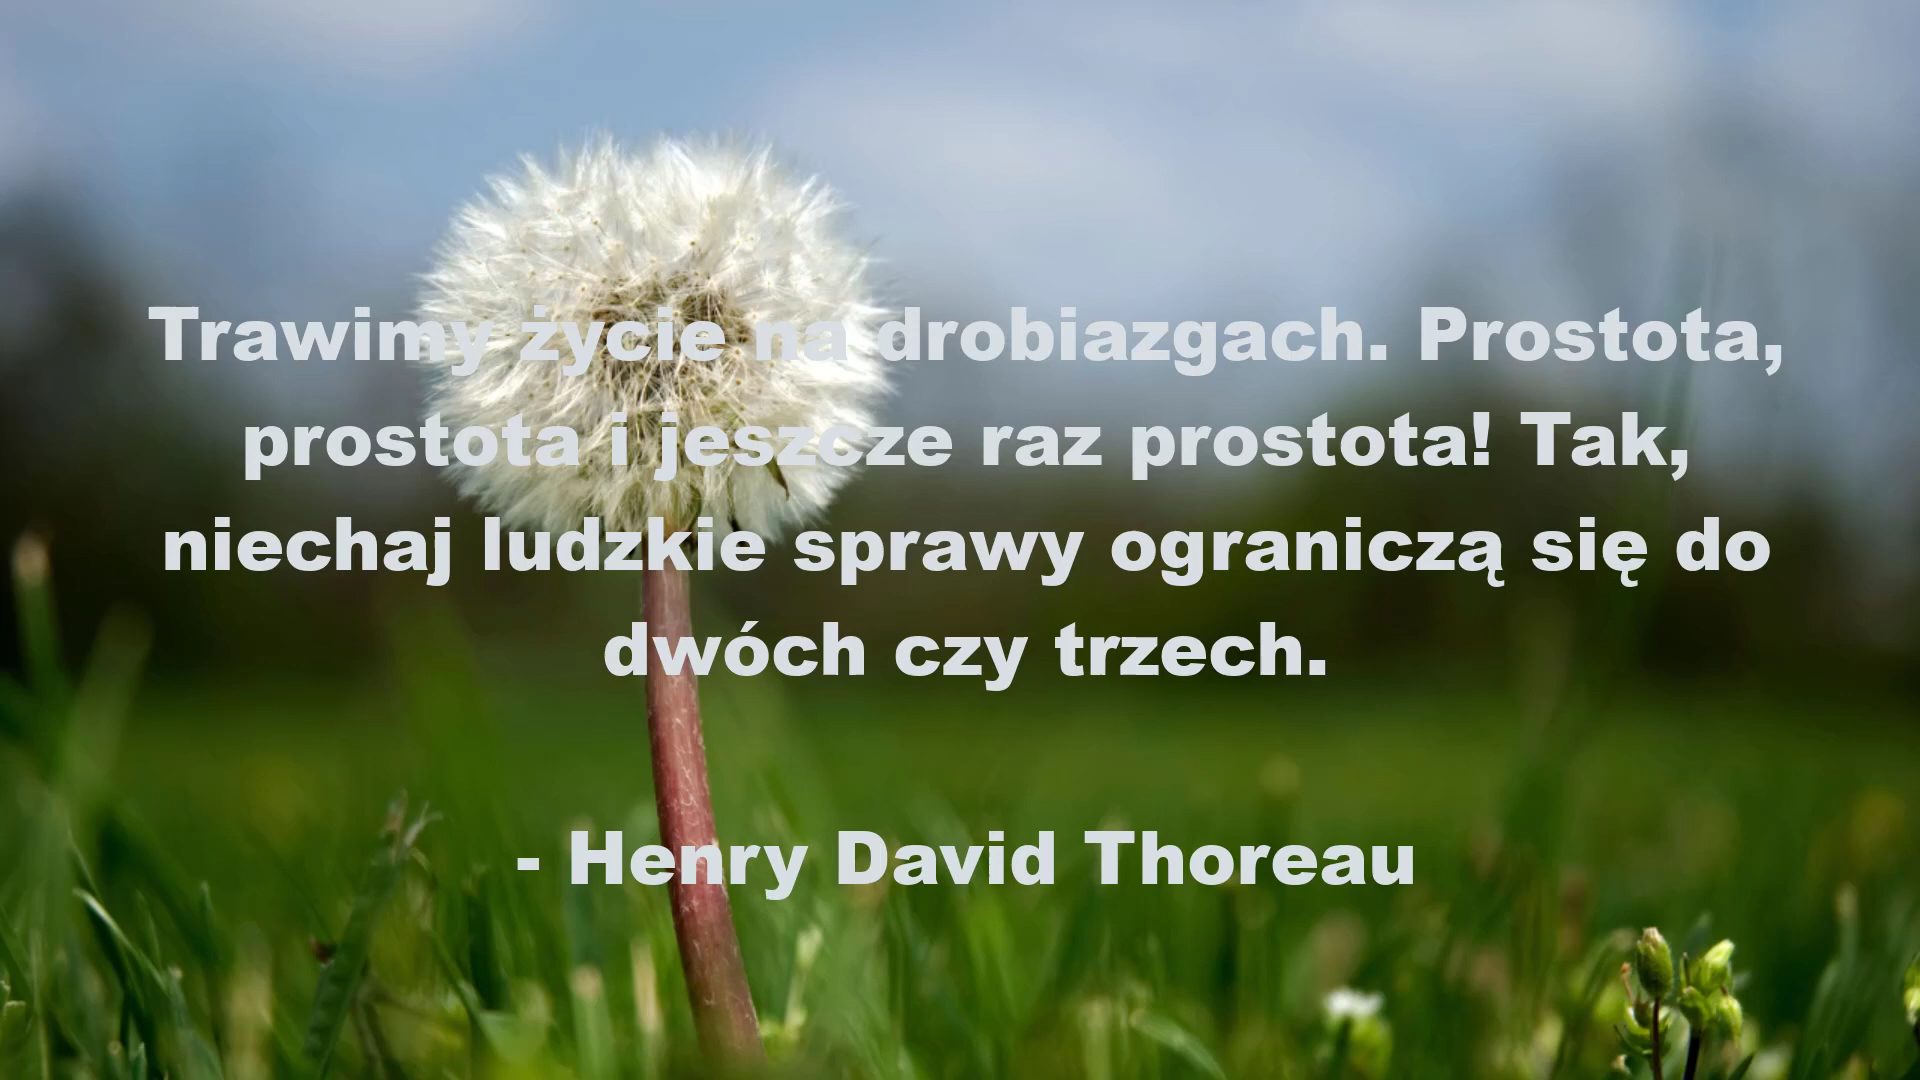 Trawimy życie na drobiazgach. Prostota,
prostota i jeszcze raz prostota! Tak,
niechaj ludzkie sprawy ograniczą się do
dwóch czy trzech.
- Henry David Thoreau